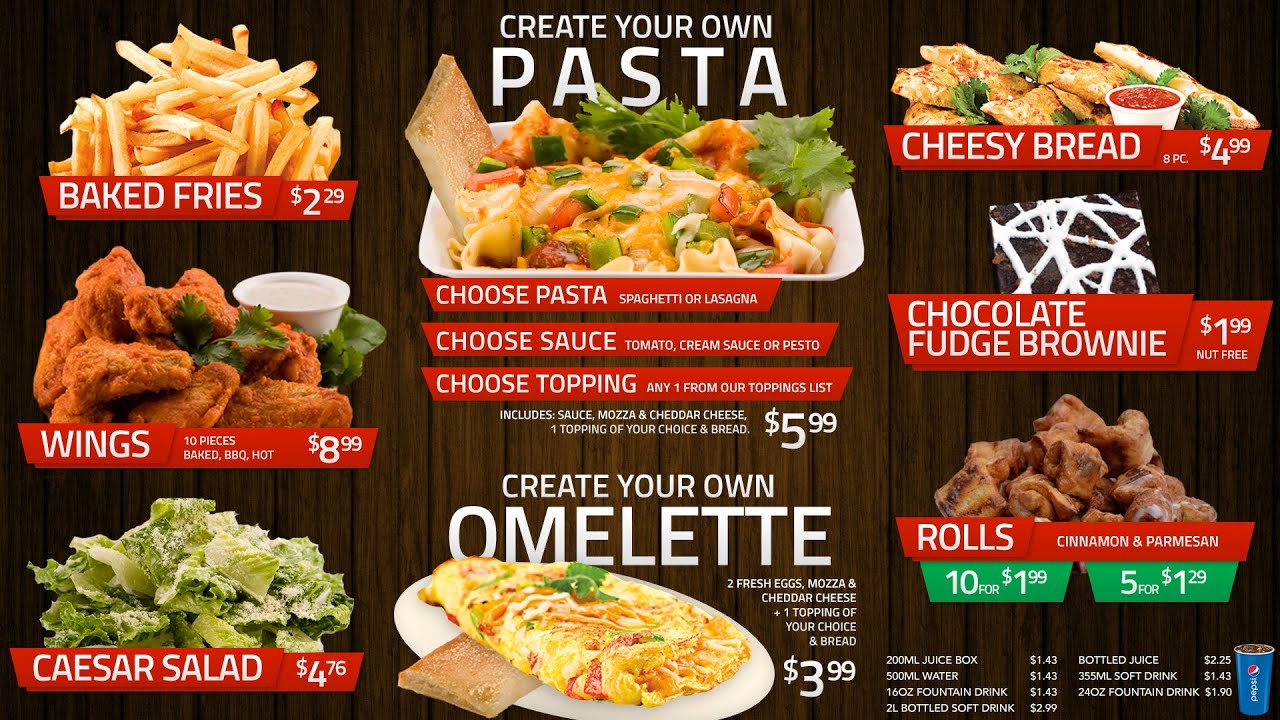 BAKED FRIES $2.29
WINGS
10 PIECES
BAKED, BBQ, HOT
$8.99
CAESAR SALAD $4.76
CREATE YOUR OWN
PASTA
CHOOSE PASTA SPAGHETTI OR LASAGNA
CHOOSE SAUCE TOMATO, CREAM SAUCE OR PESTO
CHOOSE TOPPING ANY 1 FROM OUR TOPPINGS LIST
INCLUDES: SAUCE, MOZZA & CHEDDAR CHEESE,
1 TOPPING OF YOUR CHOICE & BREAD.
$5.99
CREATE YOUR OWN
OMELETTE
2 FRESH EGGS, MOZZA &
CHEDDAR CHEESE
+ 1 TOPPING OF
YOUR CHOICE
& BREAD
$3.99
CHEESY BREAD 8 PC. $4.99
CHOCOLATE
FUDGE BROWNIE
$1.99
NUT FREE
ROLLS CINNAMON & PARMESAN
10 FOR $1.99
5 FOR $1.29
200ML JUICE BOX $1.43
500ML WATER $1.43
16OZ FOUNTAIN DRINK $1.43
2L BOTTLED SOFT DRINK $2.99
BOTTLED JUICE $2.25
355ML SOFT DRINK $1.43
24OZ FOUNTAIN DRINK $1.90
pepsi